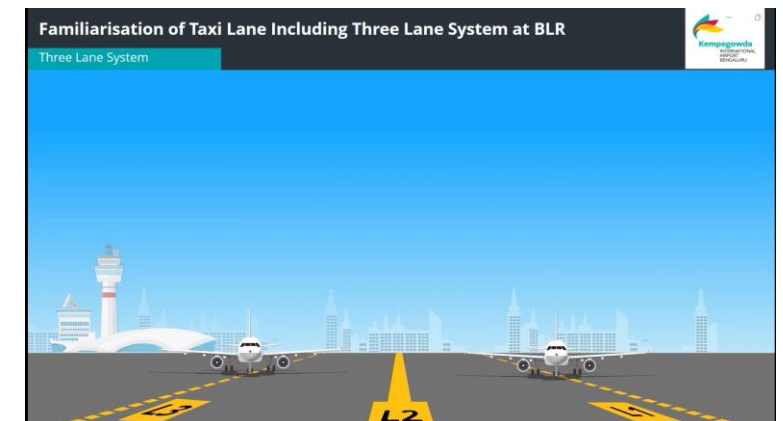 Familiarisation of Taxi Lane Including Three Lane System at BLR
Three Lane System
Kempegowda
INTERNATIONAL
AIRPORT
BENGALURU
L3
L2
L1